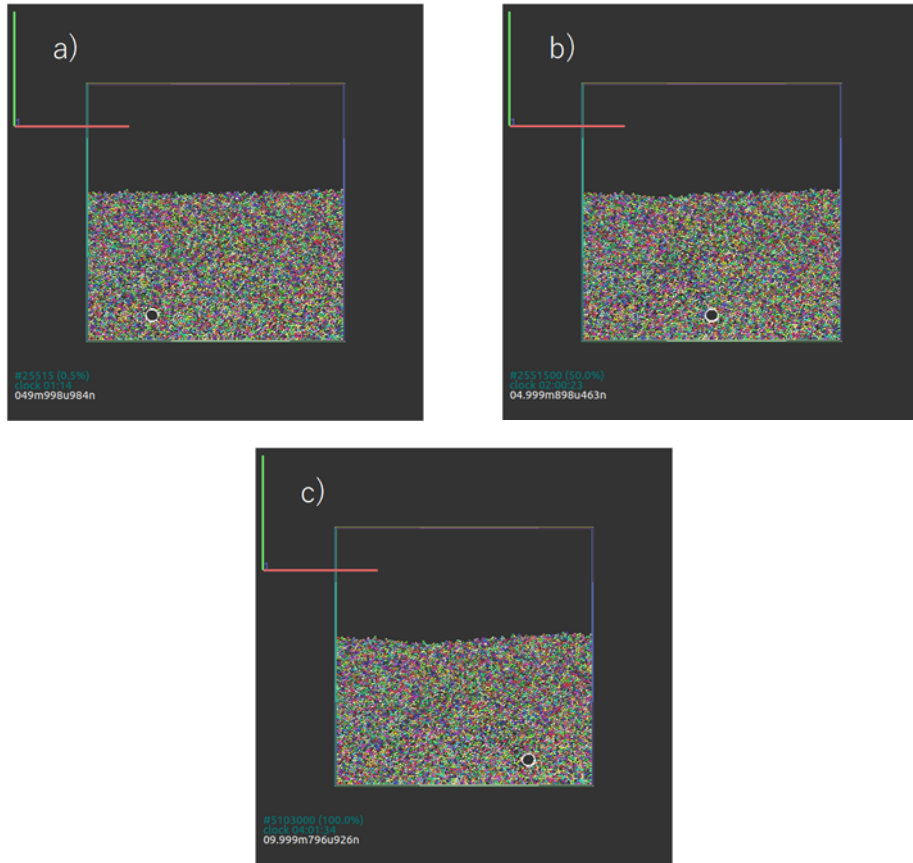 a)
#25515 (0.5%)
clock 01:14
049m998u984n
b)
#2551500 (50.0%)
clock 02:00:23
04.999m898u463n
c)
#5103000 (100.0%)
clock 04:01:34
09.999m796u926n